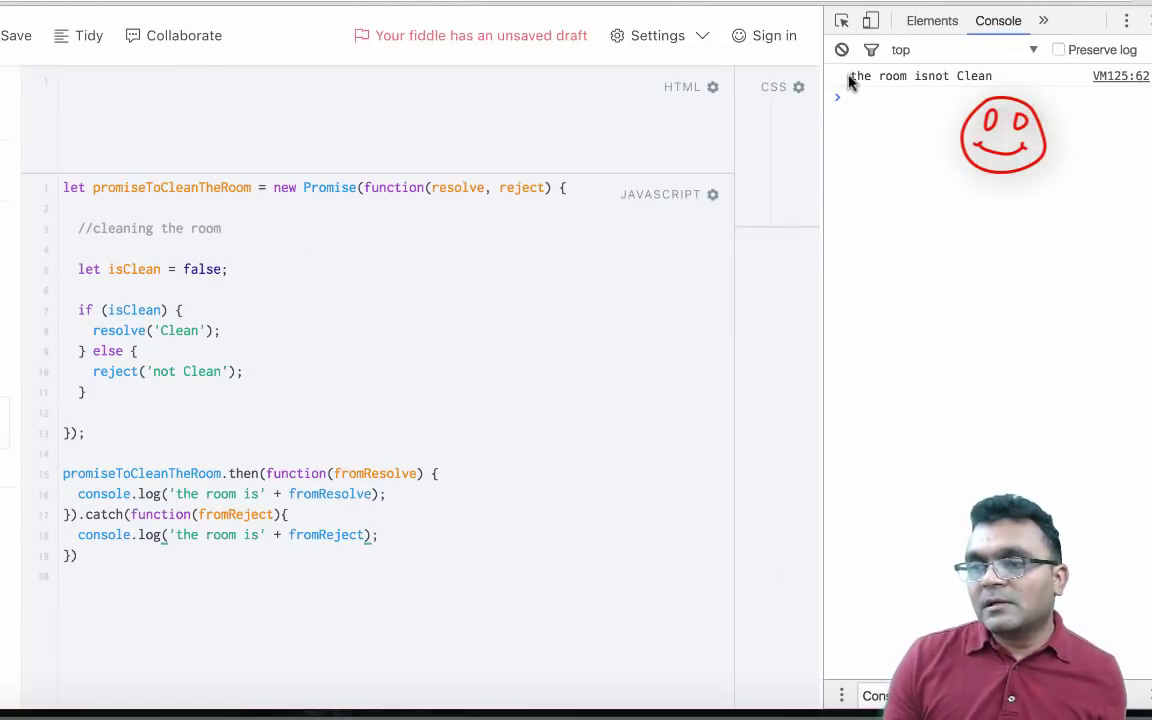 Save Tidy Collaborate Your fiddle has an unsaved draft Settings Sign in
Elements Console »
top Preserve log
the room isnot Clean VM125:62
>
1
HTML
CSS
JAVASCRIPT
1 let promiseToCleanTheRoom = new Promise(function(resolve, reject) {
2
3 //cleaning the room
4
5 let isClean = false;
6
7 if (isClean) {
8 resolve('Clean');
9 } else {
10 reject('not Clean');
11 }
12
13 });
14
15 promiseToCleanTheRoom.then(function(fromResolve) {
16 console.log('the room is' + fromResolve);
17 }).catch(function(fromReject){
18 console.log('the room is' + fromReject);
19 })
20